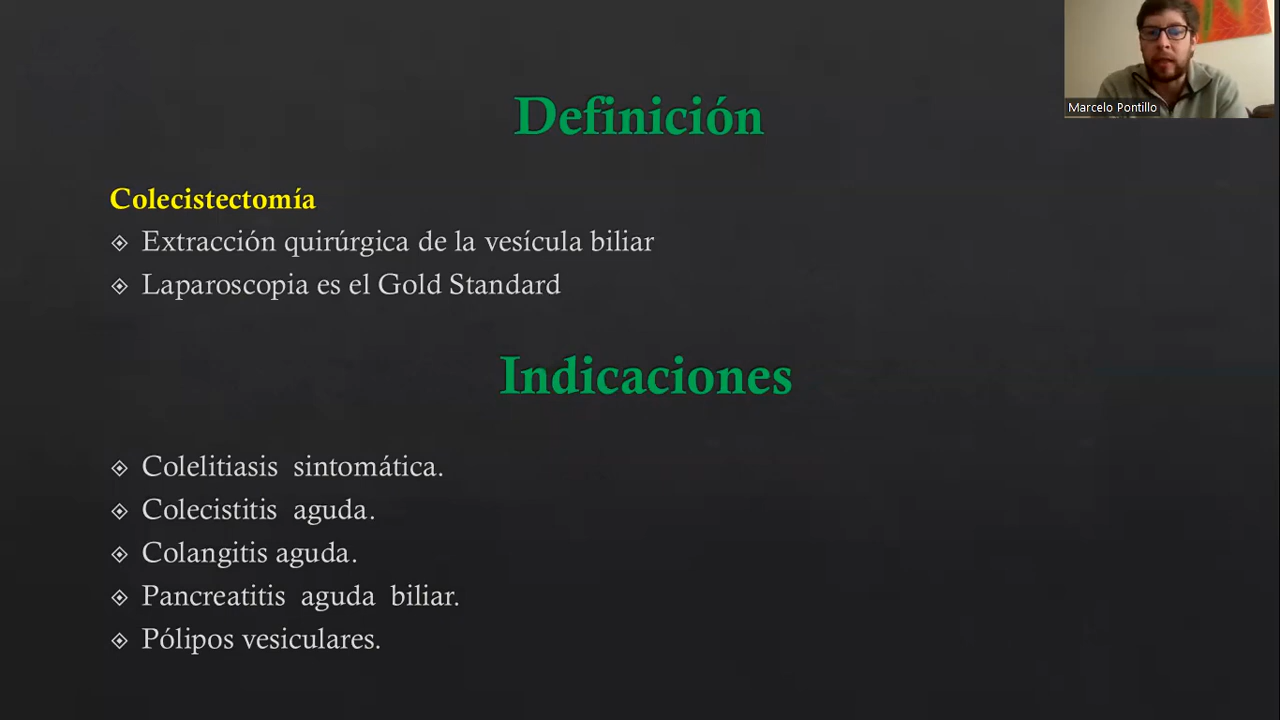 Marcelo Pontillo
Definición
Colecistectomía
Extracción quirúrgica de la vesícula biliar
Laparoscopia es el Gold Standard
Indicaciones
Colelitiasis sintomática.
Colecistitis aguda.
Colangitis aguda.
Pancreatitis aguda biliar.
Pólipos vesiculares.